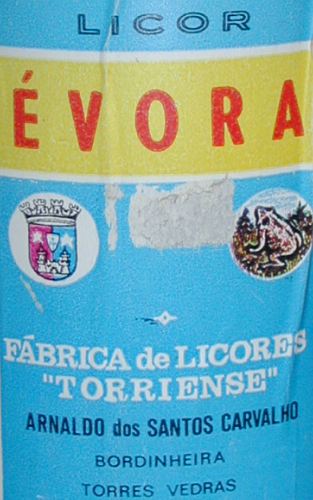 LICOR
ÉVORA
FÁBRICA de LICORES
"TORRIENSE"
ARNALDO dos SANTOS CARVALHO
BORDINHEIRA
TORRES VEDRAS